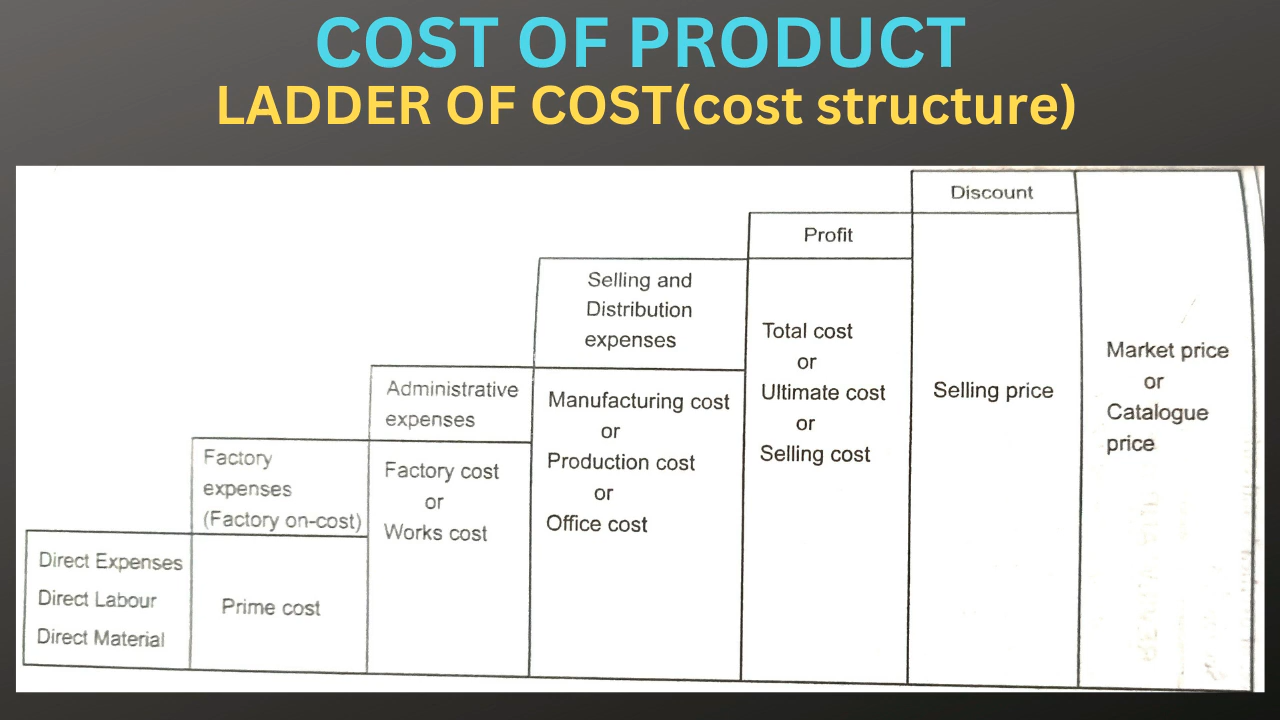 COST OF PRODUCT
LADDER OF COST(cost structure)
Direct Expenses
Direct Labour
Direct Material
Factory
expenses
(Factory on-cost)
Prime cost
Administrative
expenses
Factory cost
or
Works cost
Selling and
Distribution
expenses
Manufacturing cost
or
Production cost
or
Office cost
Profit
Total cost
or
Ultimate cost
or
Selling cost
Discount
Selling price
Market price
or
Catalogue
price